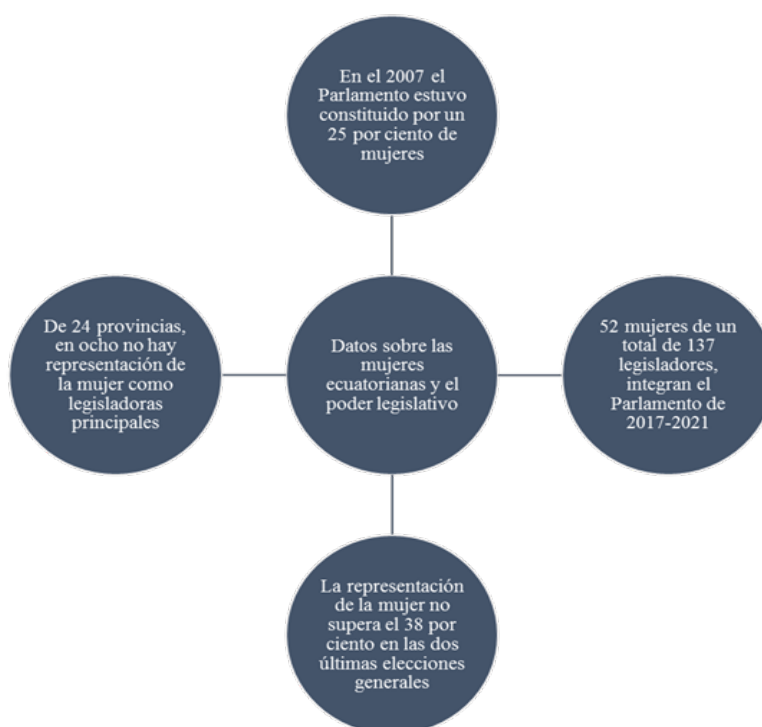 En el 2007 el
Parlamento estuvo
constituido por un
25 por ciento de
mujeres
De 24 provincias,
en ocho no hay
representación de
la mujer como
legisladoras
principales
Datos sobre las
mujeres
ecuatorianas y el
poder legislativo
52 mujeres de un
total de 137
legisladores,
integran el
Parlamento de
2017-2021
La representación
de la mujer no
supera el 38 por
ciento en las dos
últimas elecciones
generales